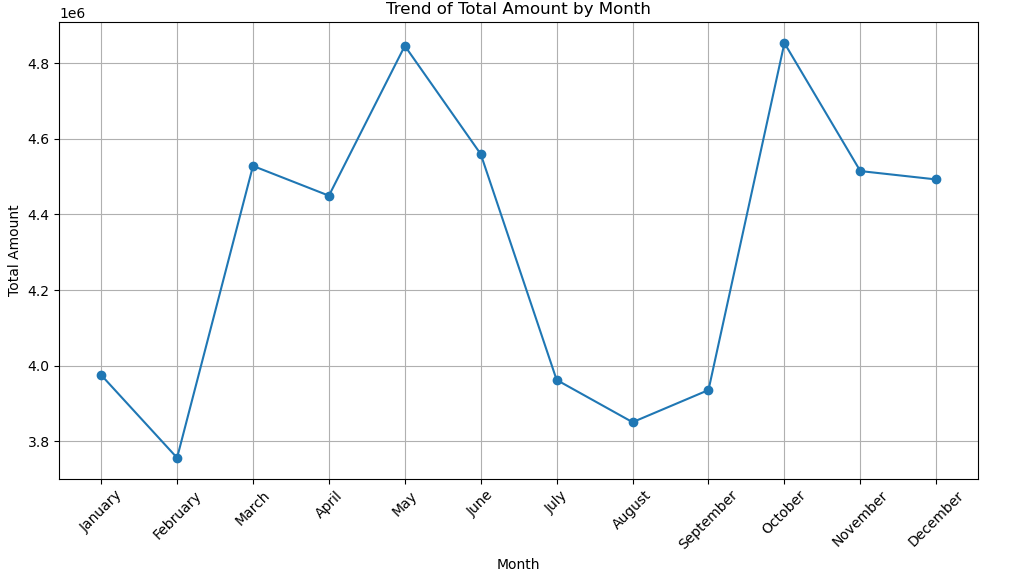 Trend of Total Amount by Month
1e6
4.8
4.6
4.4
4.2
4.0
3.8
Total Amount
January
February
March
April
May
June
July
August
September
October
November
December
Month